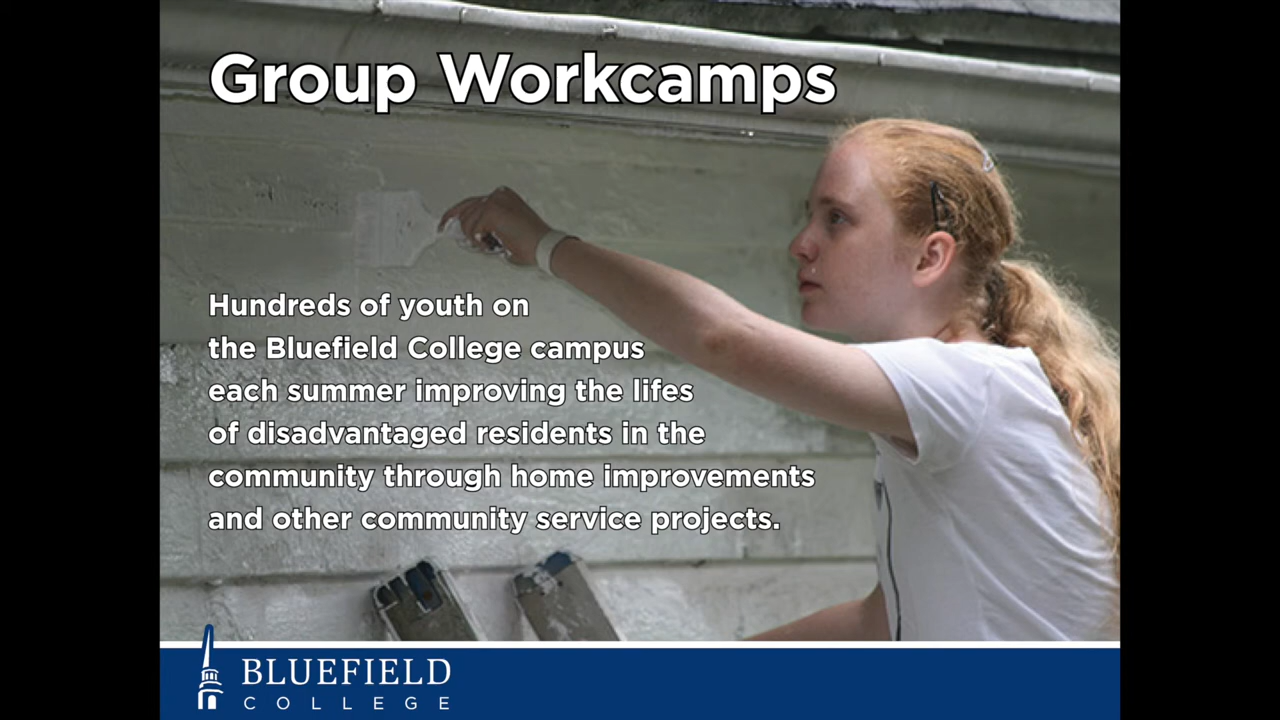 Group Workcamps
Hundreds of youth on
the Bluefield College campus
each summer improving the lifes
of disadvantaged residents in the
community through home improvements
and other community service projects.
BLUEFIELD
COLLEGE